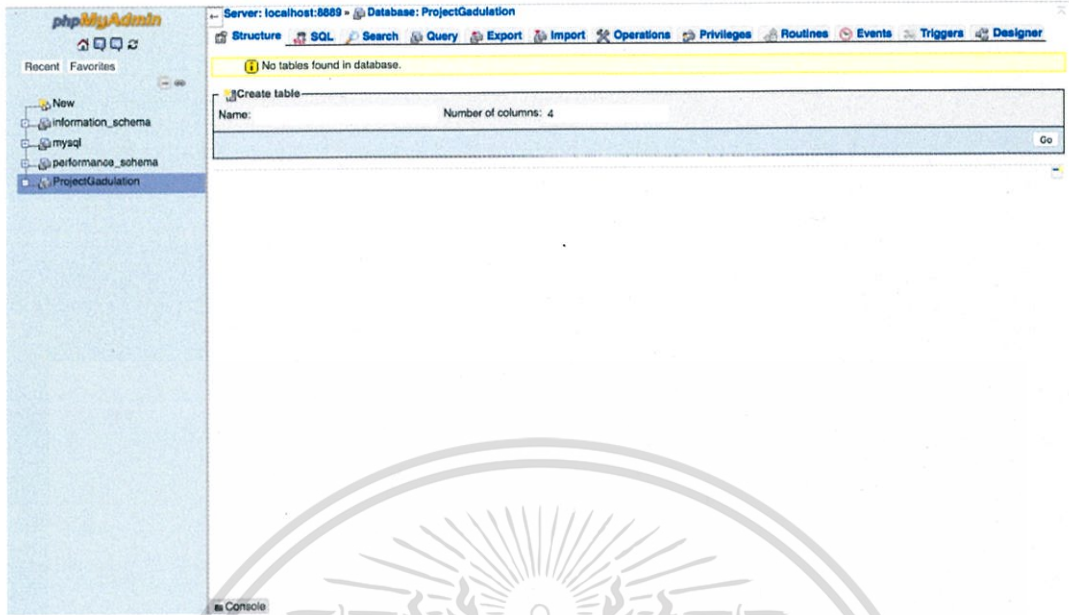 phpMyAdmin
Recent Favorites
New
information_schema
mysql
performance_schema
ProjectGadulation
Server: localhost:8889 » Database: ProjectGadulation
Structure SQL Search Query Export Import Operations Privileges Routines Events Triggers Designer
No tables found in database.
Create table
Name: Number of columns: 4
Go
Console